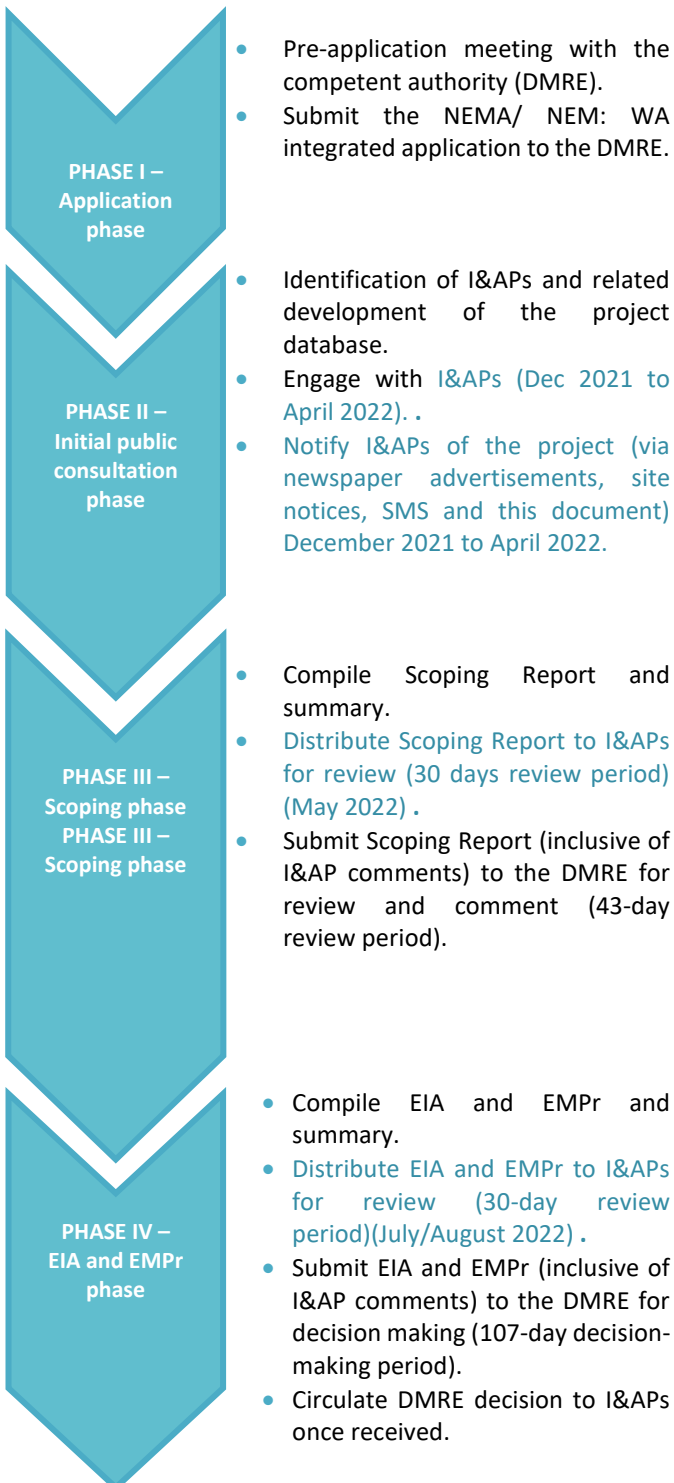 PHASE I –
Application
phase
• Pre-application meeting with the
competent authority (DMRE).
• Submit the NEMA/ NEM: WA
integrated application to the DMRE.
PHASE II –
Initial public
consultation
phase
• Identification of I&APs and related
development of the project
database.
• Engage with I&APs (Dec 2021 to
April 2022). .
• Notify I&APs of the project (via
newspaper advertisements, site
notices, SMS and this document)
December 2021 to April 2022.
PHASE III –
Scoping phase
PHASE III –
Scoping phase
• Compile Scoping Report and
summary.
• Distribute Scoping Report to I&APs
for review (30 days review period)
(May 2022) .
• Submit Scoping Report (inclusive of
I&AP comments) to the DMRE for
review and comment (43-day
review period).
PHASE IV –
EIA and EMPr
phase
• Compile EIA and EMPr and
summary.
• Distribute EIA and EMPr to I&APs
for review (30-day review
period)(July/August 2022) .
• Submit EIA and EMPr (inclusive of
I&AP comments) to the DMRE for
decision making (107-day decision-
making period).
• Circulate DMRE decision to I&APs
once received.